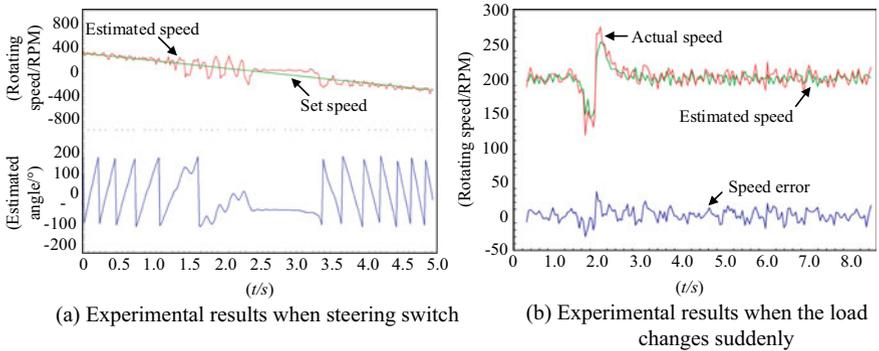 800
400
0
-400
-800
(Rotating
speed/RPM)
Estimated speed
Set speed
200
100
0
-
-100
-200
(Estimated
angle/°)
0 0.5 1.0 1.5 2.0 2.5 3.0 3.5 4.0 4.5 5.0
(t/s)
(a) Experimental results when steering switch
300
250
200
150
100
50
0
-50
(Rotating speed/RPM)
Actual speed
Estimated speed
Speed error
0 1.0 2.0 3.0 4.0 5.0 6.0 7.0 8.0
(t/s)
(b) Experimental results when the load
changes suddenly